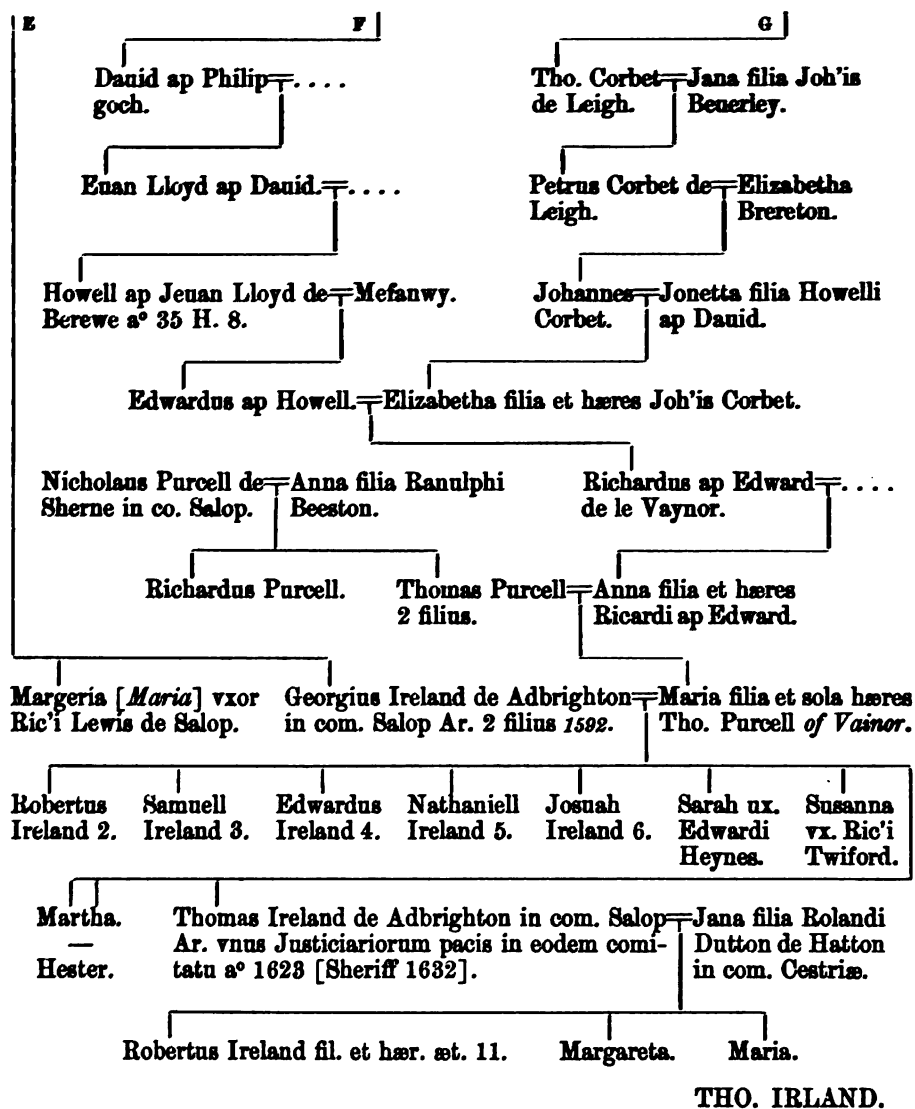 E F G
Dauid ap Philip=.... Tho. Corbet=Jana filia Joh'is
goch. de Leigh. Beuerley.
Euan Lloyd ap Dauid.=.... Petrus Corbet de=Elizabetha
Leigh. Brereton.
Howell ap Jeuan Lloyd de=Mefanwy. Johannes=Jonetta filia Howelli
Berewe aº 35 H. 8. Corbet. ap Dauid.
Edwardus ap Howell.=Elizabetha filia et hæres Joh'is Corbet.
Nicholaus Purcell de=Anna filia Ranulphi Richardus ap Edward=....
Sherne in co. Salop. Beeston. de le Vaynor.
Richardus Purcell. Thomas Purcell=Anna filia et hæres
2 filius. Ricardi ap Edward.
Margeria [Maria] vxor Georgius Ireland de Adbrighton=Maria filia et sola hæres
Ric'i Lewis de Salop. in com. Salop Ar. 2 filius 1592. Tho. Purcell of Vainor.
Robertus Samuell Edwardus Nathaniell Josuah Sarah ux. Susanna
Ireland 2. Ireland 3. Ireland 4. Ireland 5. Ireland 6. Edwardi vx. Ric'i
Heynes. Twiford.
Martha. Thomas Ireland de Adbrighton in com. Salop=Jana filia Rolandi
— Ar. vnus Justiciariorum pacis in eodem comi- Dutton de Hatton
Hester. tatu aº 1623 [Sheriff 1632]. in com. Cestriæ.
Robertus Ireland fil. et hær. æt. 11. Margareta. Maria.
THO. IRLAND.